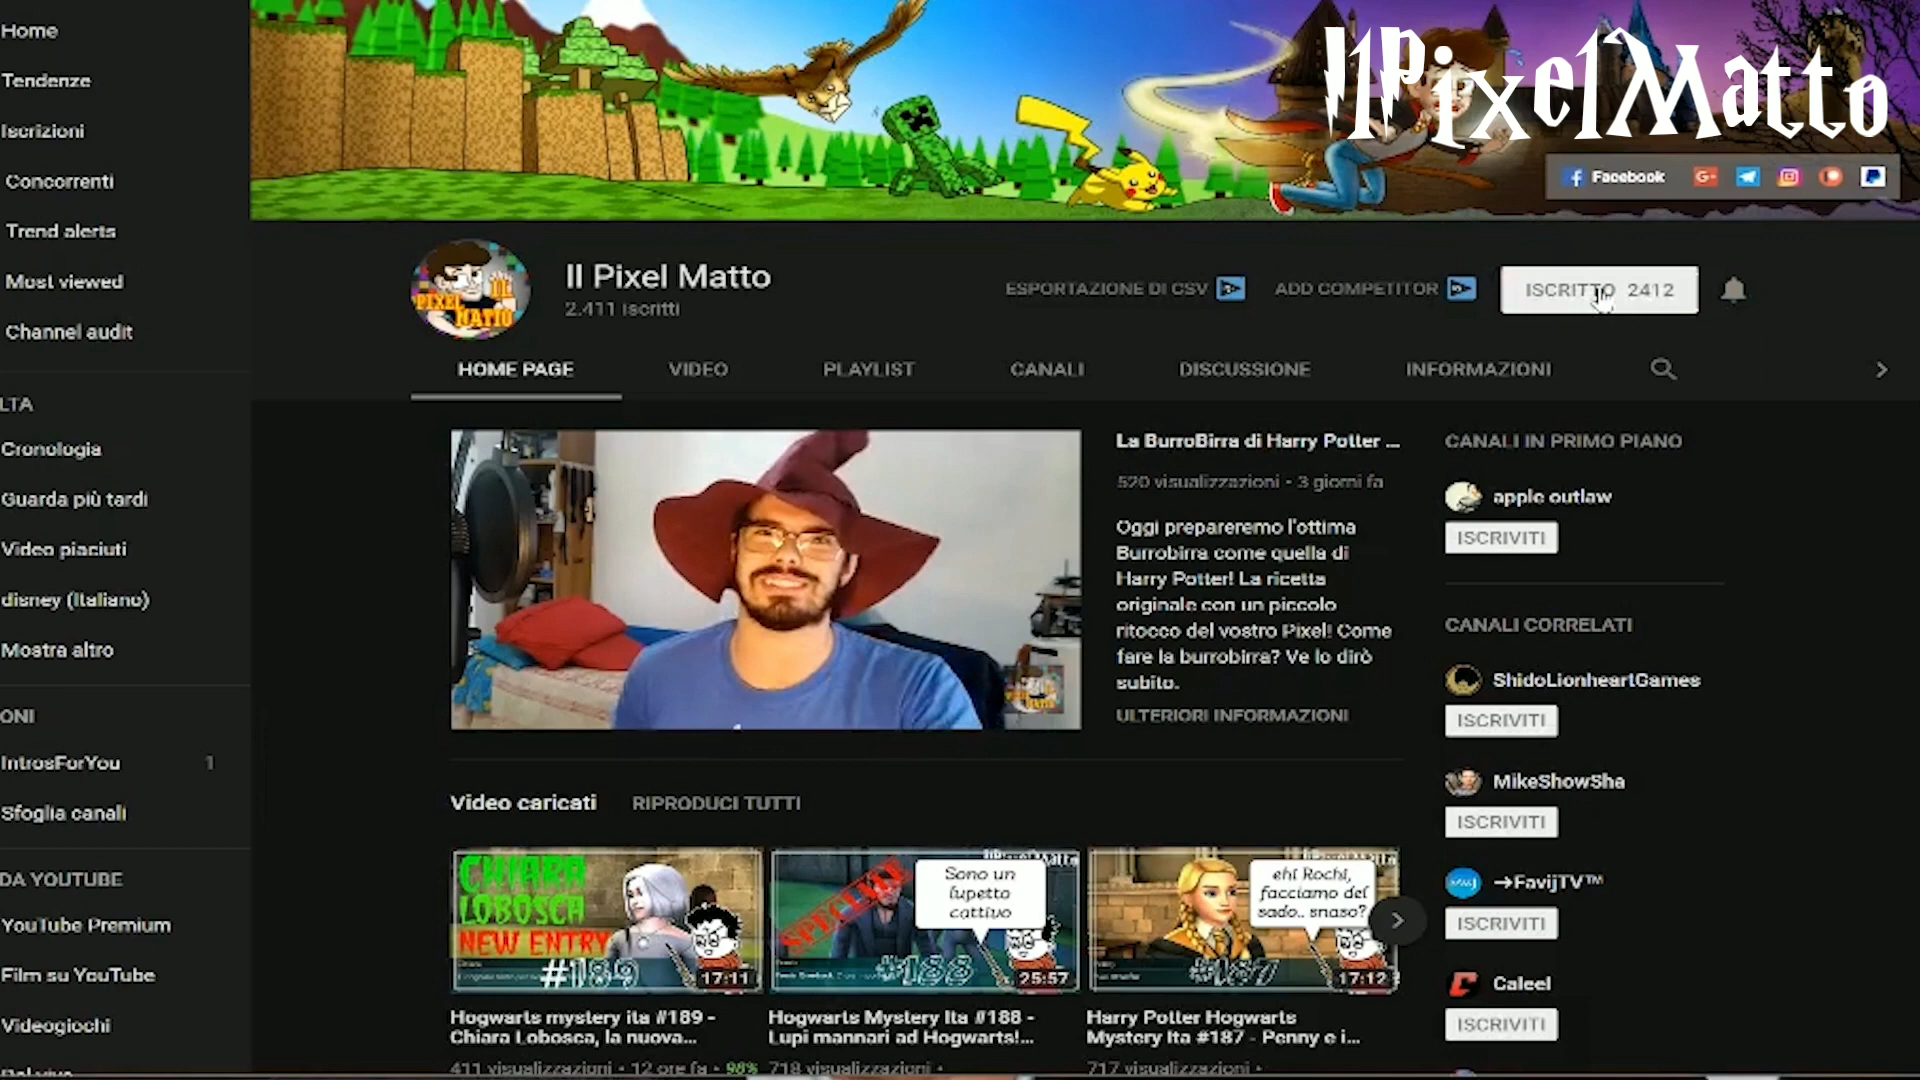 Home
Tendenze
Iscrizioni
Concorrenti
Trend alerts
Most viewed
Channel audit
LTA
Cronologia
Guarda più tardi
Video piaciuti
disney (Italiano)
Mostra altro
ONI
IntrosForYou 1
Sfoglia canali
DA YOUTUBE
YouTube Premium
Film su YouTube
Videogiochi
IlPixelMatto
Facebook
PIXEL IL
MATTO
Il Pixel Matto
2.411 iscritti
ESPORTAZIONE DI CSV
ADD COMPETITOR
ISCRITTO 2412
HOME PAGE VIDEO PLAYLIST CANALI DISCUSSIONE INFORMAZIONI
La BurroBirra di Harry Potter ...
520 visualizzazioni • 3 giorni fa
Oggi prepareremo l'ottima
Burrobirra come quella di
Harry Potter! La ricetta
originale con un piccolo
ritocco del vostro Pixel! Come
fare la burrobirra? Ve lo dirò
subito.
ULTERIORI INFORMAZIONI
CANALI IN PRIMO PIANO
apple outlaw
ISCRIVITI
CANALI CORRELATI
ShidoLionheartGames
ISCRIVITI
MikeShowSha
ISCRIVITI
→FavijTV™
ISCRIVITI
Caleel
ISCRIVITI
Video caricati RIPRODUCI TUTTI
CHIARA
LOBOSCA
NEW ENTRY
#189
17:11
SPECIALE
Sono un
lupetto
cattivo
#188
25:57
IlPixelMatto
ehi Rochi,
facciamo del
sado.. snaso?
#187
17:12
Hogwarts mystery ita #189 -
Chiara Lobosca, la nuova...
411 visualizzazioni • 12 ore fa • 98%
Hogwarts Mystery Ita #188 -
Lupi mannari ad Hogwarts!...
718 visualizzazioni •
Harry Potter Hogwarts
Mystery Ita #187 - Penny e i...
717 visualizzazioni •